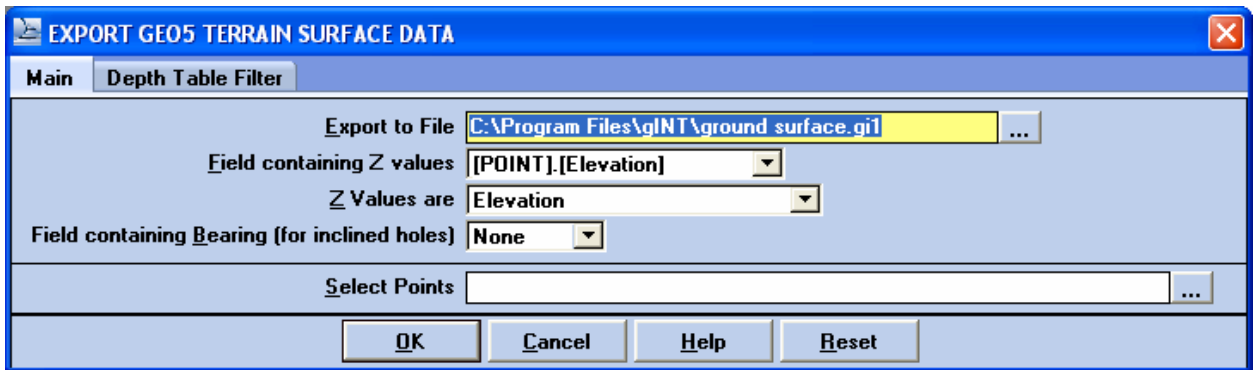 EXPORT GEO5 TERRAIN SURFACE DATA
Main Depth Table Filter
Export to File C:\Program Files\gINT\ground surface.gi1 ...
Field containing Z values [POINT].[Elevation]
Z Values are Elevation
Field containing Bearing (for inclined holes) None
Select Points ...
OK Cancel Help Reset